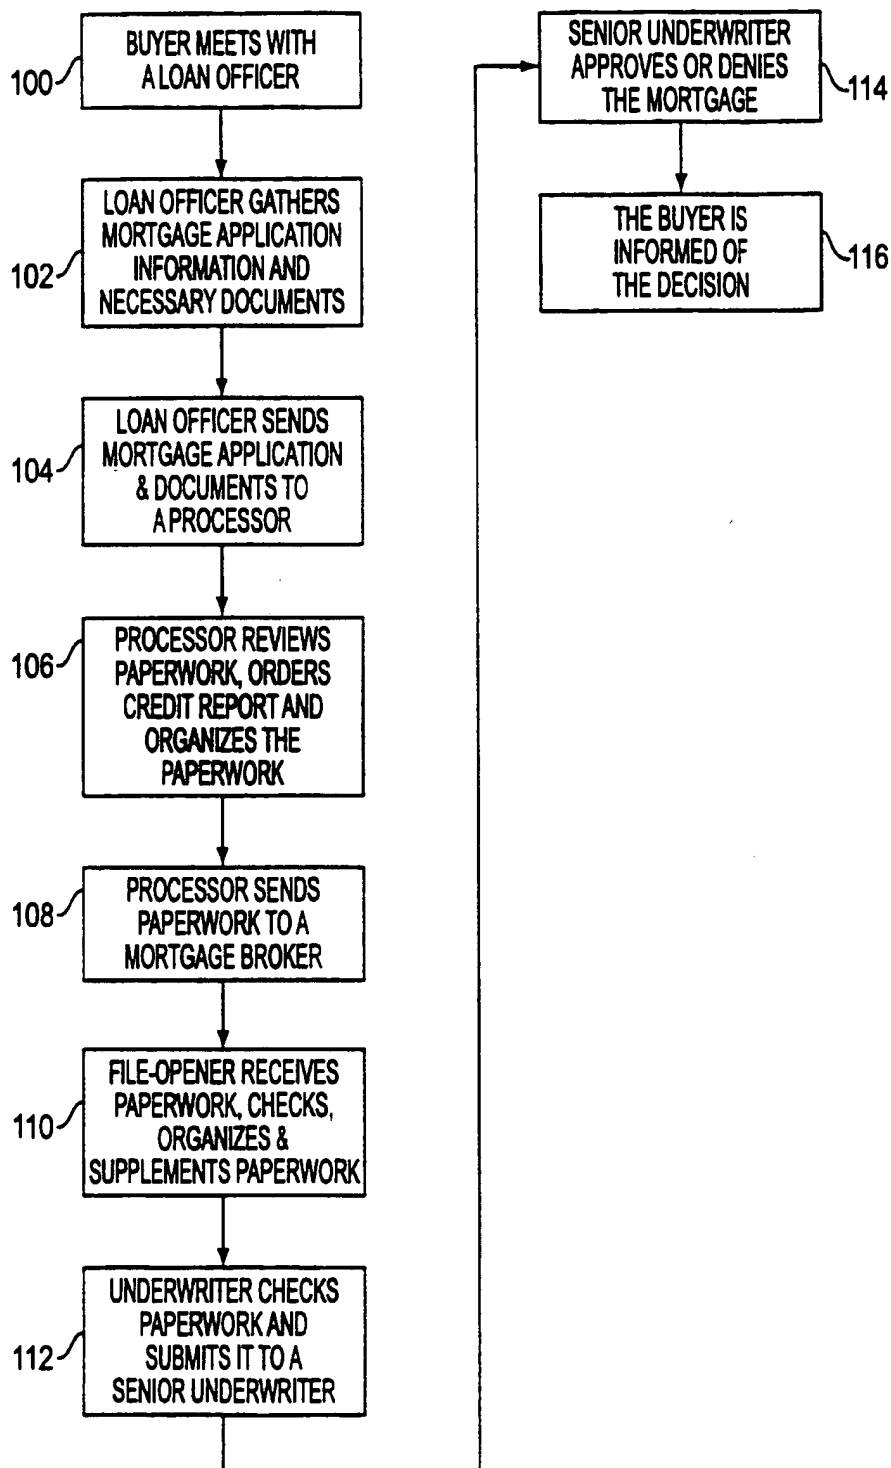 100
BUYER MEETS WITH
A LOAN OFFICER
102
LOAN OFFICER GATHERS
MORTGAGE APPLICATION
INFORMATION AND
NECESSARY DOCUMENTS
104
LOAN OFFICER SENDS
MORTGAGE APPLICATION
& DOCUMENTS TO
A PROCESSOR
106
PROCESSOR REVIEWS
PAPERWORK, ORDERS
CREDIT REPORT AND
ORGANIZES THE
PAPERWORK
108
PROCESSOR SENDS
PAPERWORK TO A
MORTGAGE BROKER
110
FILE-OPENER RECEIVES
PAPERWORK, CHECKS,
ORGANIZES &
SUPPLEMENTS PAPERWORK
112
UNDERWRITER CHECKS
PAPERWORK AND
SUBMITS IT TO A
SENIOR UNDERWRITER
SENIOR UNDERWRITER
APPROVES OR DENIES
THE MORTGAGE
114
THE BUYER IS
INFORMED OF
THE DECISION
116